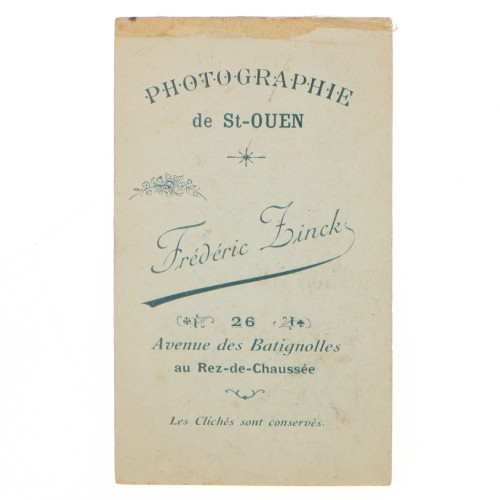 PHOTOGRAPHIE
de St-OUEN
Frédéric Zinck
26
Avenue des Batignolles
au Rez-de-Chaussée
Les Clichés sont conservés.